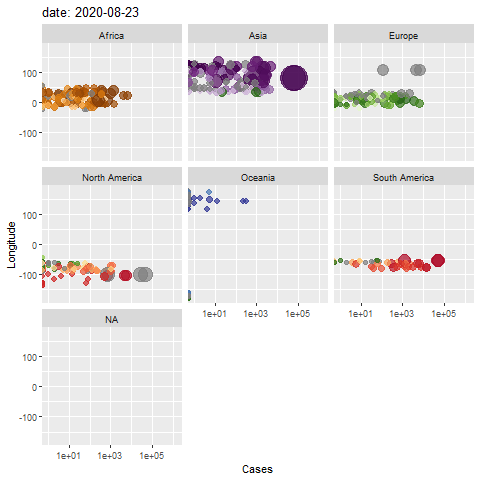 date: 2020-08-23
Africa
Asia
Europe
100
0
-100
North America
Oceania
South America
100
0
-100
Longitude
NA
1e+01
1e+03
1e+05
1e+01
1e+03
1e+05
100
0
-100
1e+01
1e+03
1e+05
Cases